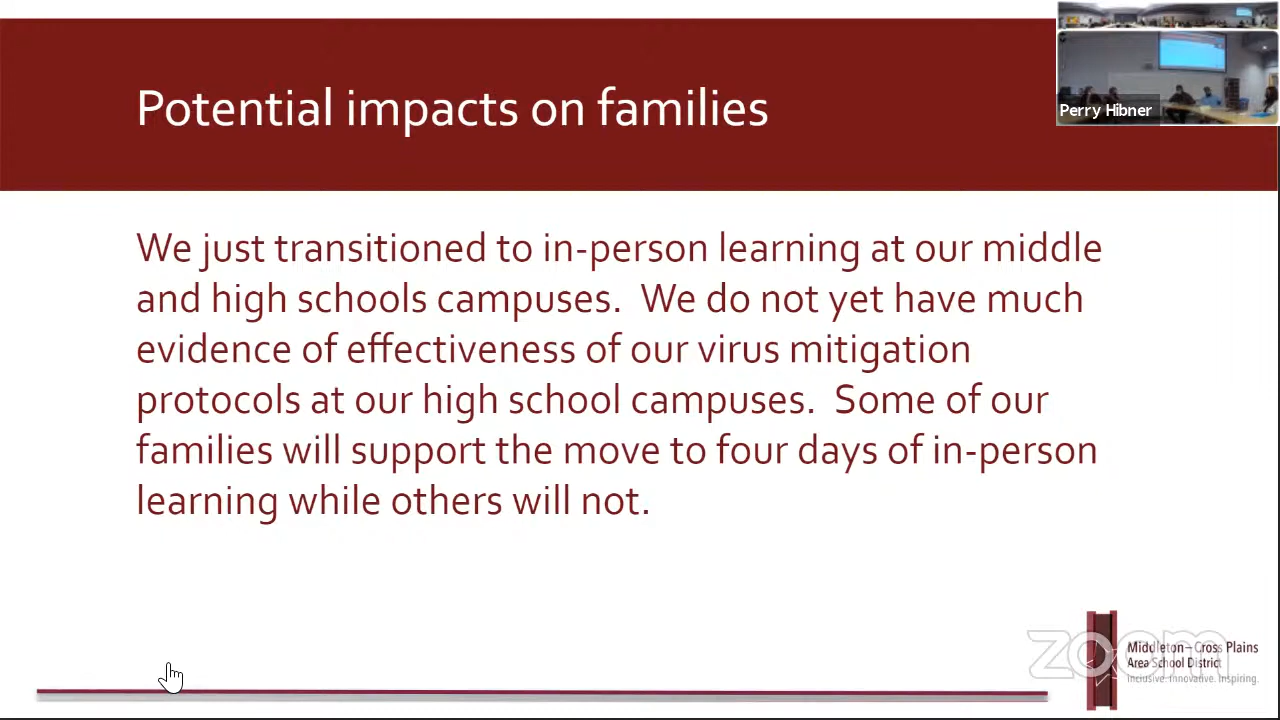 Potential impacts on families
Perry Hibner
We just transitioned to in-person learning at our middle
and high schools campuses. We do not yet have much
evidence of effectiveness of our virus mitigation
protocols at our high school campuses. Some of our
families will support the move to four days of in-person
learning while others will not.
zoom
Middleton–Cross Plains
Area School District
Inclusive. Innovative. Inspiring.